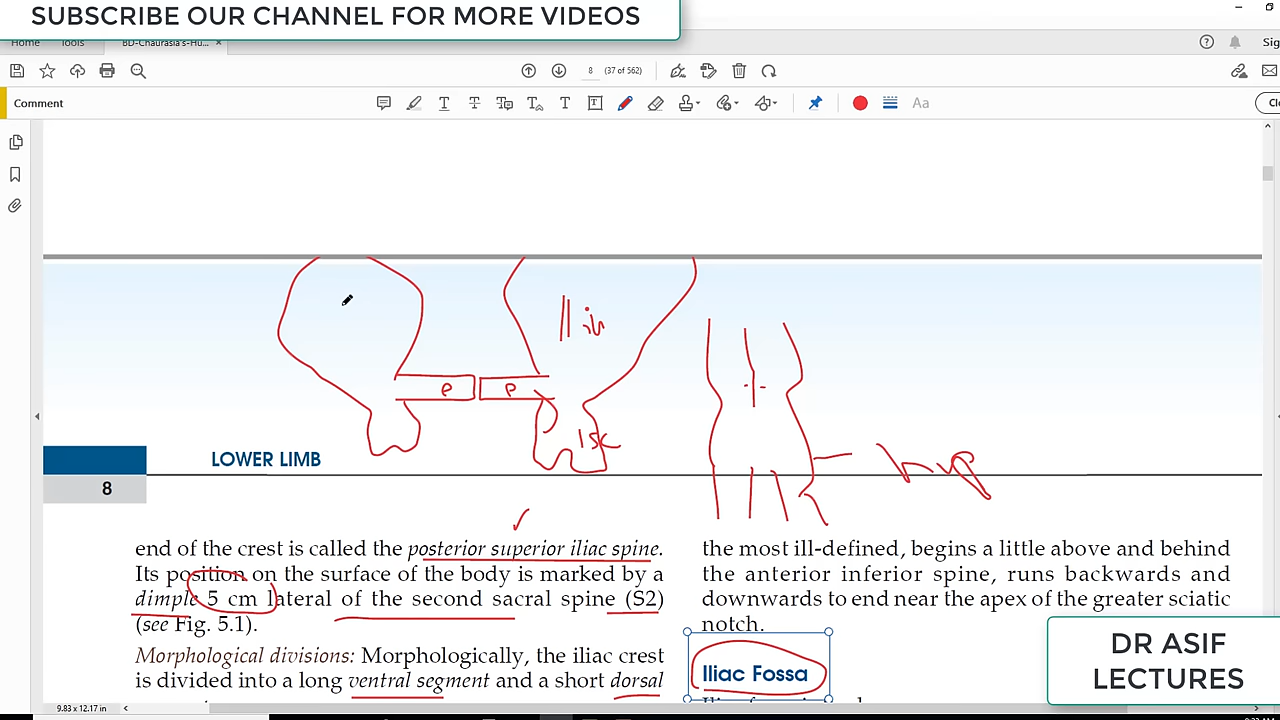 SUBSCRIBE OUR CHANNEL FOR MORE VIDEOS
Home Tools BD-Chaurasia's-Hu... ×
8 (37 of 562)
Comment
LOWER LIMB
8
P P
end of the crest is called the posterior superior iliac spine.
Its position on the surface of the body is marked by a
dimple 5 cm lateral of the second sacral spine (S2)
(see Fig. 5.1).
Morphological divisions: Morphologically, the iliac crest
is divided into a long ventral segment and a short dorsal
the most ill-defined, begins a little above and behind
the anterior inferior spine, runs backwards and
downwards to end near the apex of the greater sciatic
notch.
Iliac Fossa
DR ASIF
LECTURES
9.83 x 12.17 in